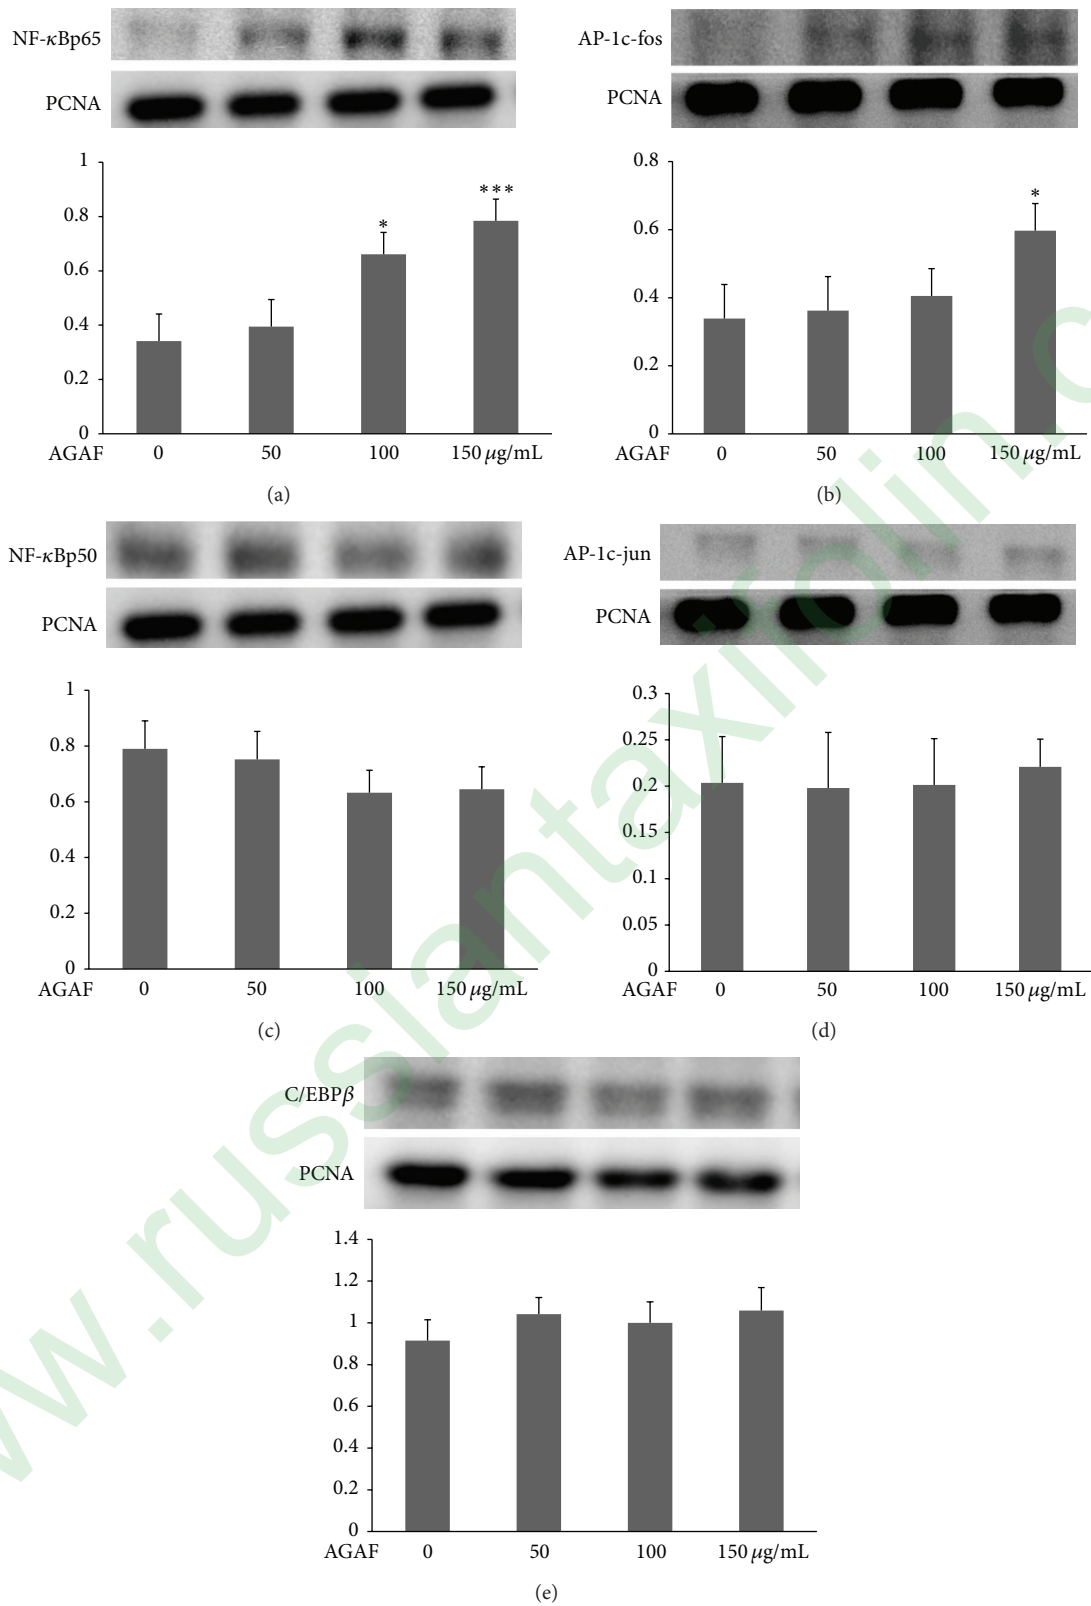 NF-κBp65
PCNA
1
0.8
0.6
0.4
0.2
0
*
***
AGAF 0 50 100 150 μg/mL
(a)
AP-1c-fos
PCNA
0.8
0.6
0.4
0.2
0
*
AGAF 0 50 100 150 μg/mL
(b)
NF-κBp50
PCNA
1
0.8
0.6
0.4
0.2
0
AGAF 0 50 100 150 μg/mL
(c)
AP-1c-jun
PCNA
0.3
0.25
0.2
0.15
0.1
0.05
0
AGAF 0 50 100 150 μg/mL
(d)
C/EBPβ
PCNA
1.4
1.2
1
0.8
0.6
0.4
0.2
0
AGAF 0 50 100 150 μg/mL
(e)
w.russiantaxifolin.c